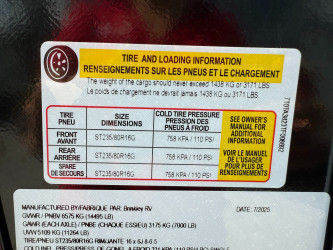 TIRE AND LOADING INFORMATION
RENSEIGNEMENTS SUR LES PNEUS ET LE CHARGEMENT
The weight of the cargo should never exceed 1438 KG or 3171 LBS.
Le poids de chargement ne devrait jamais 1438 KG ou 3171 LBS.
TIRE PNEU
SIZE DIMENSIONS
COLD TIRE PRESSURE PRESSION DES PNEUS À FROID
SEE OWNER'S MANUAL FOR ADDITIONAL INFORMATION
FRONT AVANT
ST235/80R16G
758 KPA / 110 PSI
REAR ARRIÈRE
ST235/80R16G
758 KPA / 110 PSI
VOIR LE MANUEL DE L'USAGER POUR PLUS DE RENSEIGNEMENTS
SPARE DE SECOURS
ST235/80R16G
758 KPA / 110 PSI
MANUFACTURED BY/FABRIQUÉ PAR: Brinkley RV
DATE: 7/2025
GVWR / PNBV 6575 KG (14495 LB)
GAWR (EACH AXLE) / PNBE (CHAQUE ESSIEU) 3175 KG (7000 LB)
UVW 5109 KG (11264 LB)
TIRE/PNEU ST235/80R16G RIM/JANTE 16 x 6J 8-6.5